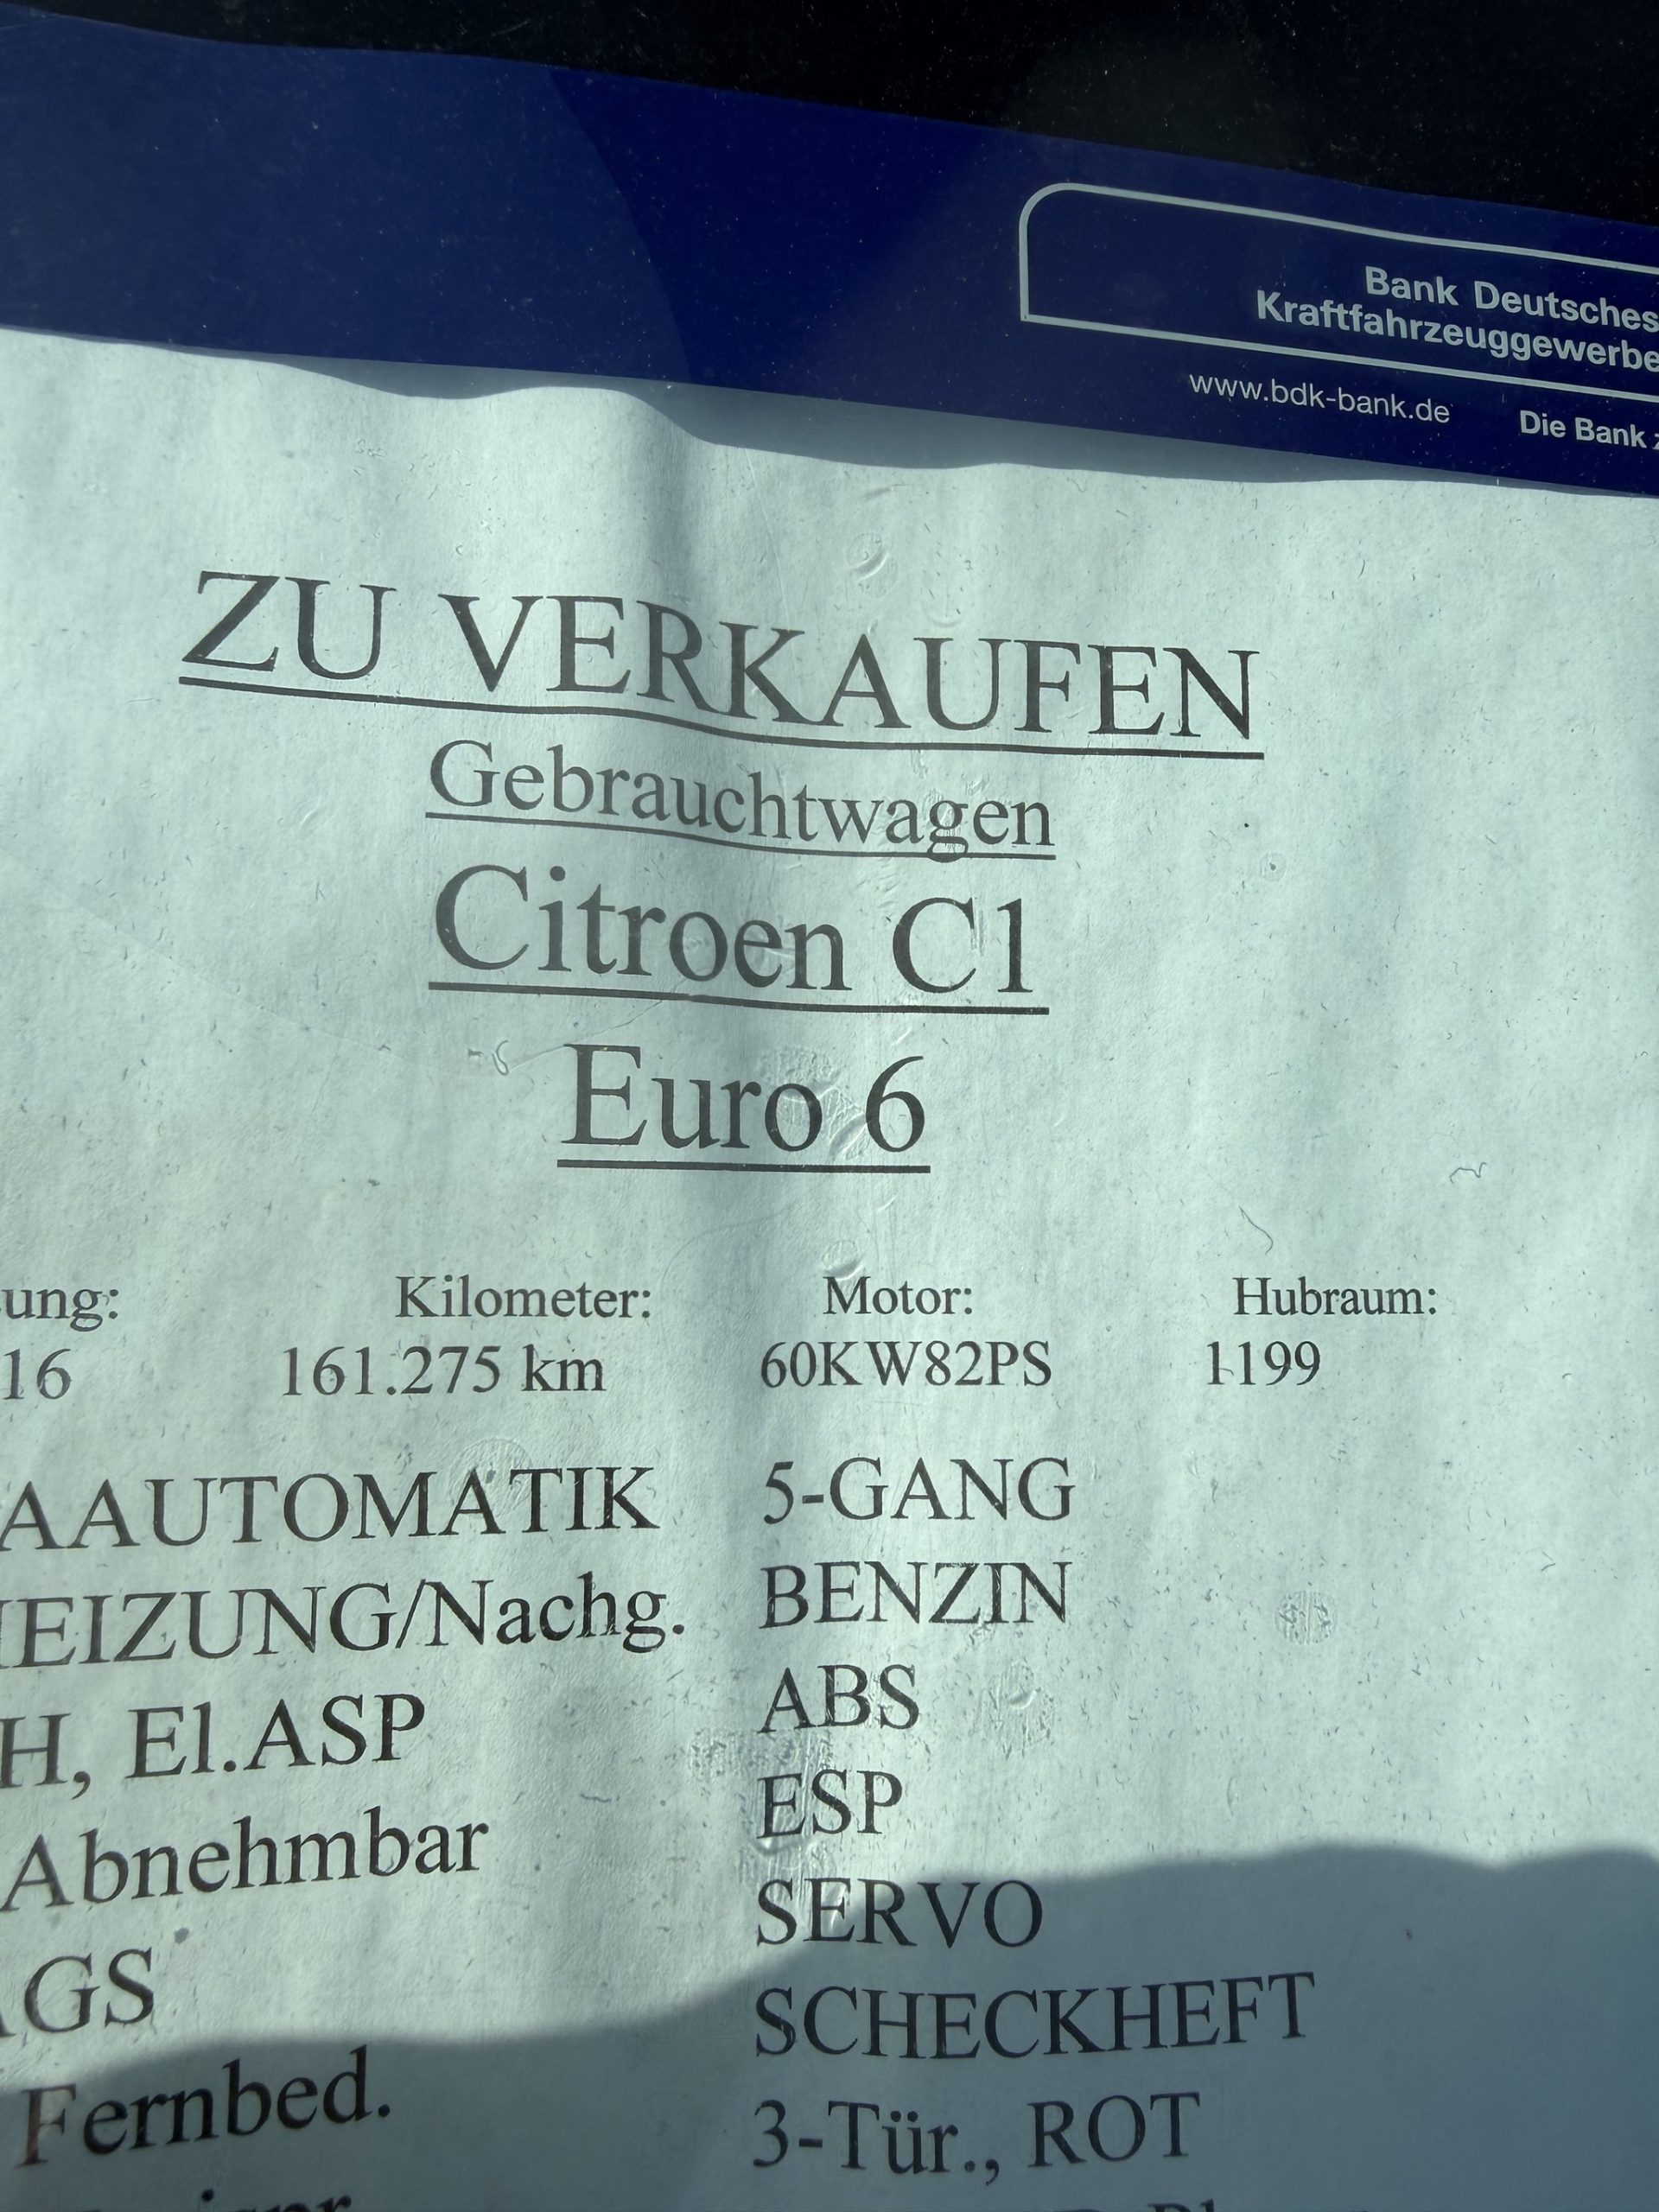 Bank Deutsches
Kraftfahrzeuggewerbe
www.bdk-bank.de Die Bank
ZU VERKAUFEN
Gebrauchtwagen
Citroen C1
Euro 6
ung: Kilometer: Motor: Hubraum:
16 161.275 km 60KW82PS 1199
AAUTOMATIK 5-GANG
HEIZUNG/Nachg. BENZIN
H, El.ASP ABS
Abnehmbar ESP
SERVO
AGS SCHECKHEFT
Fernbed. 3-Tür., ROT